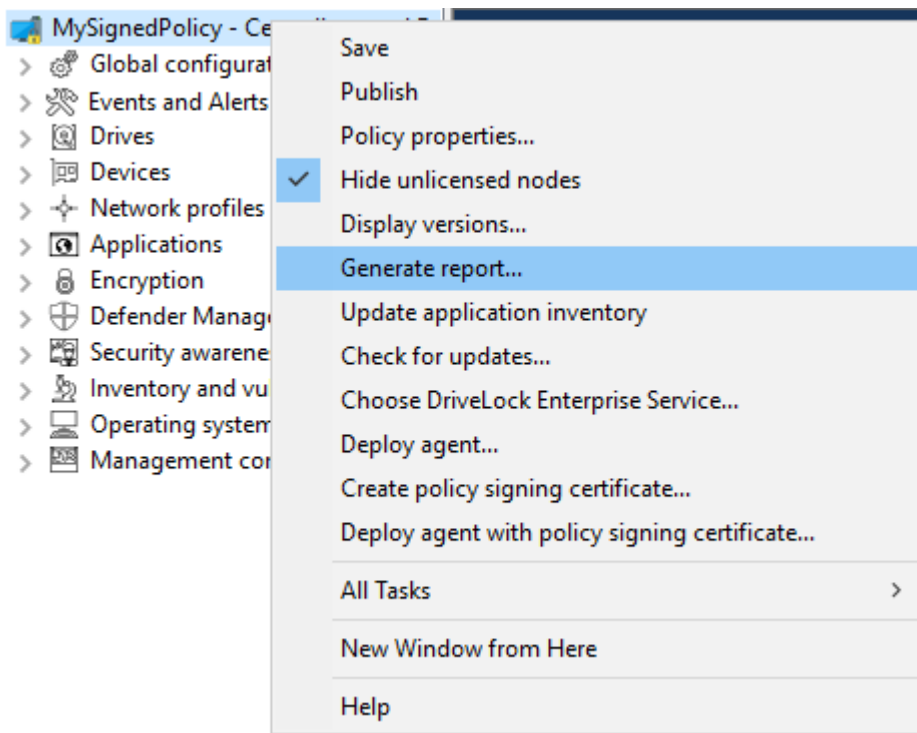 MySignedPolicy - Ce
Global configurat
Events and Alerts
Drives
Devices
Network profiles
Applications
Encryption
Defender Manag
Security awarene
Inventory and vu
Operating system
Management cor
Save
Publish
Policy properties...
Hide unlicensed nodes
Display versions...
Generate report...
Update application inventory
Check for updates...
Choose DriveLock Enterprise Service...
Deploy agent...
Create policy signing certificate...
Deploy agent with policy signing certificate...
All Tasks
New Window from Here
Help